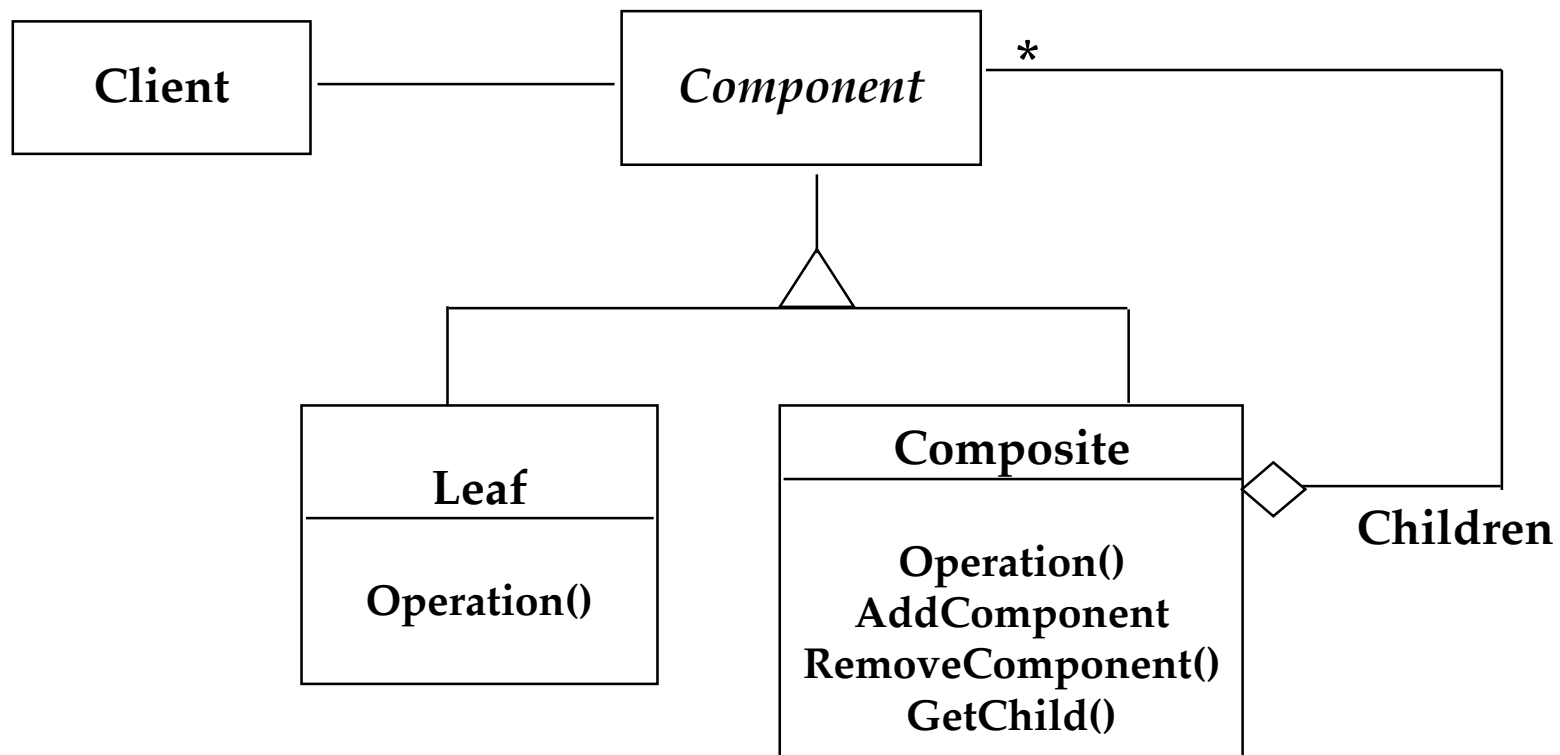 Client
Component
*
Leaf
Operation()
Composite
Operation()
AddComponent
RemoveComponent()
GetChild()
Children